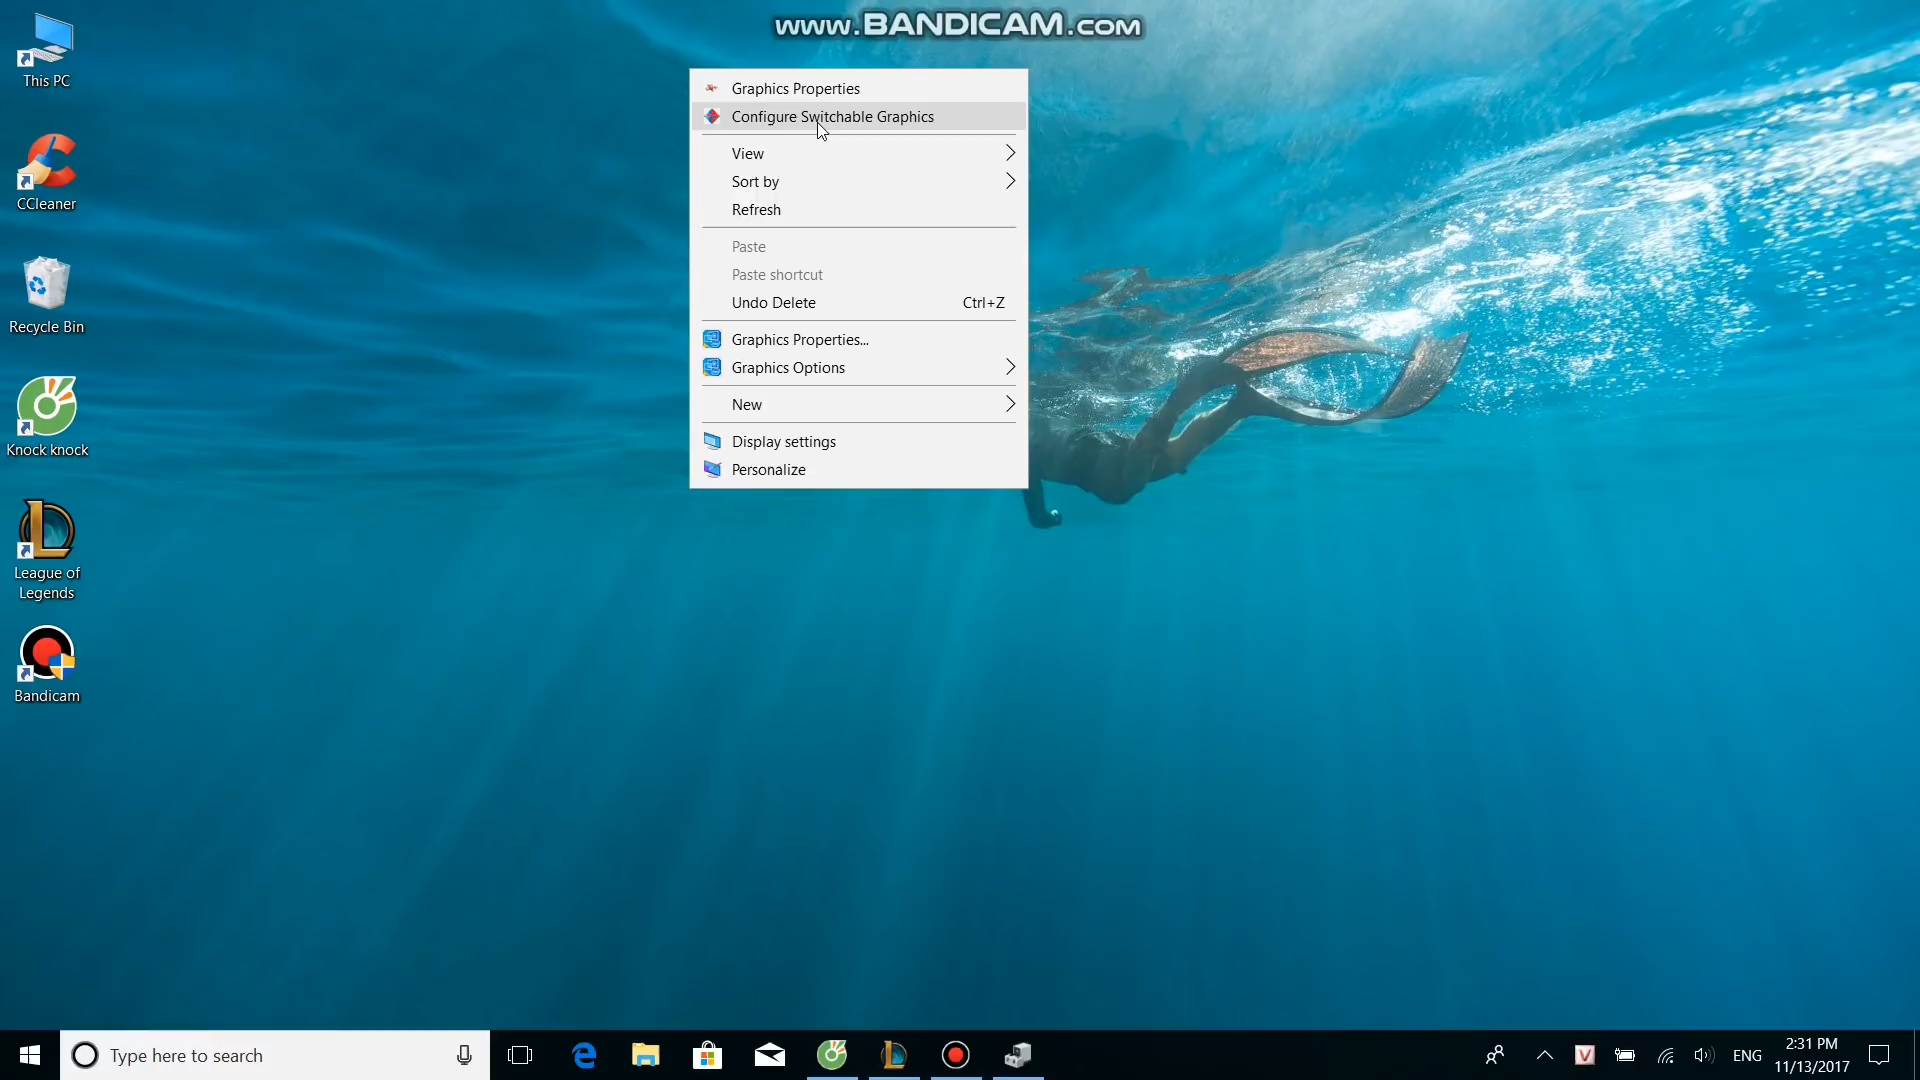 www.BANDICAM.com
This PC
CCleaner
Recycle Bin
Knock knock
League of
Legends
Bandicam
Graphics Properties
Configure Switchable Graphics
View
Sort by
Refresh
Paste
Paste shortcut
Undo Delete Ctrl+Z
Graphics Properties...
Graphics Options
New
Display settings
Personalize
Type here to search
V
ENG
2:31 PM
11/13/2017